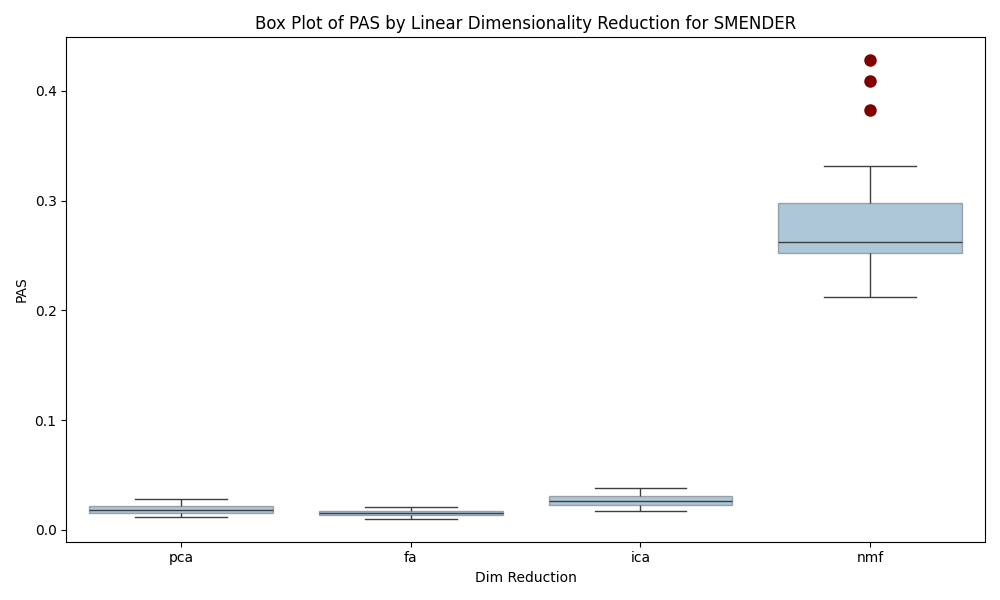 Box Plot of PAS by Linear Dimensionality Reduction for SMENDER
PAS
0.4
0.3
0.2
0.1
0.0
pca fa ica nmf
Dim Reduction